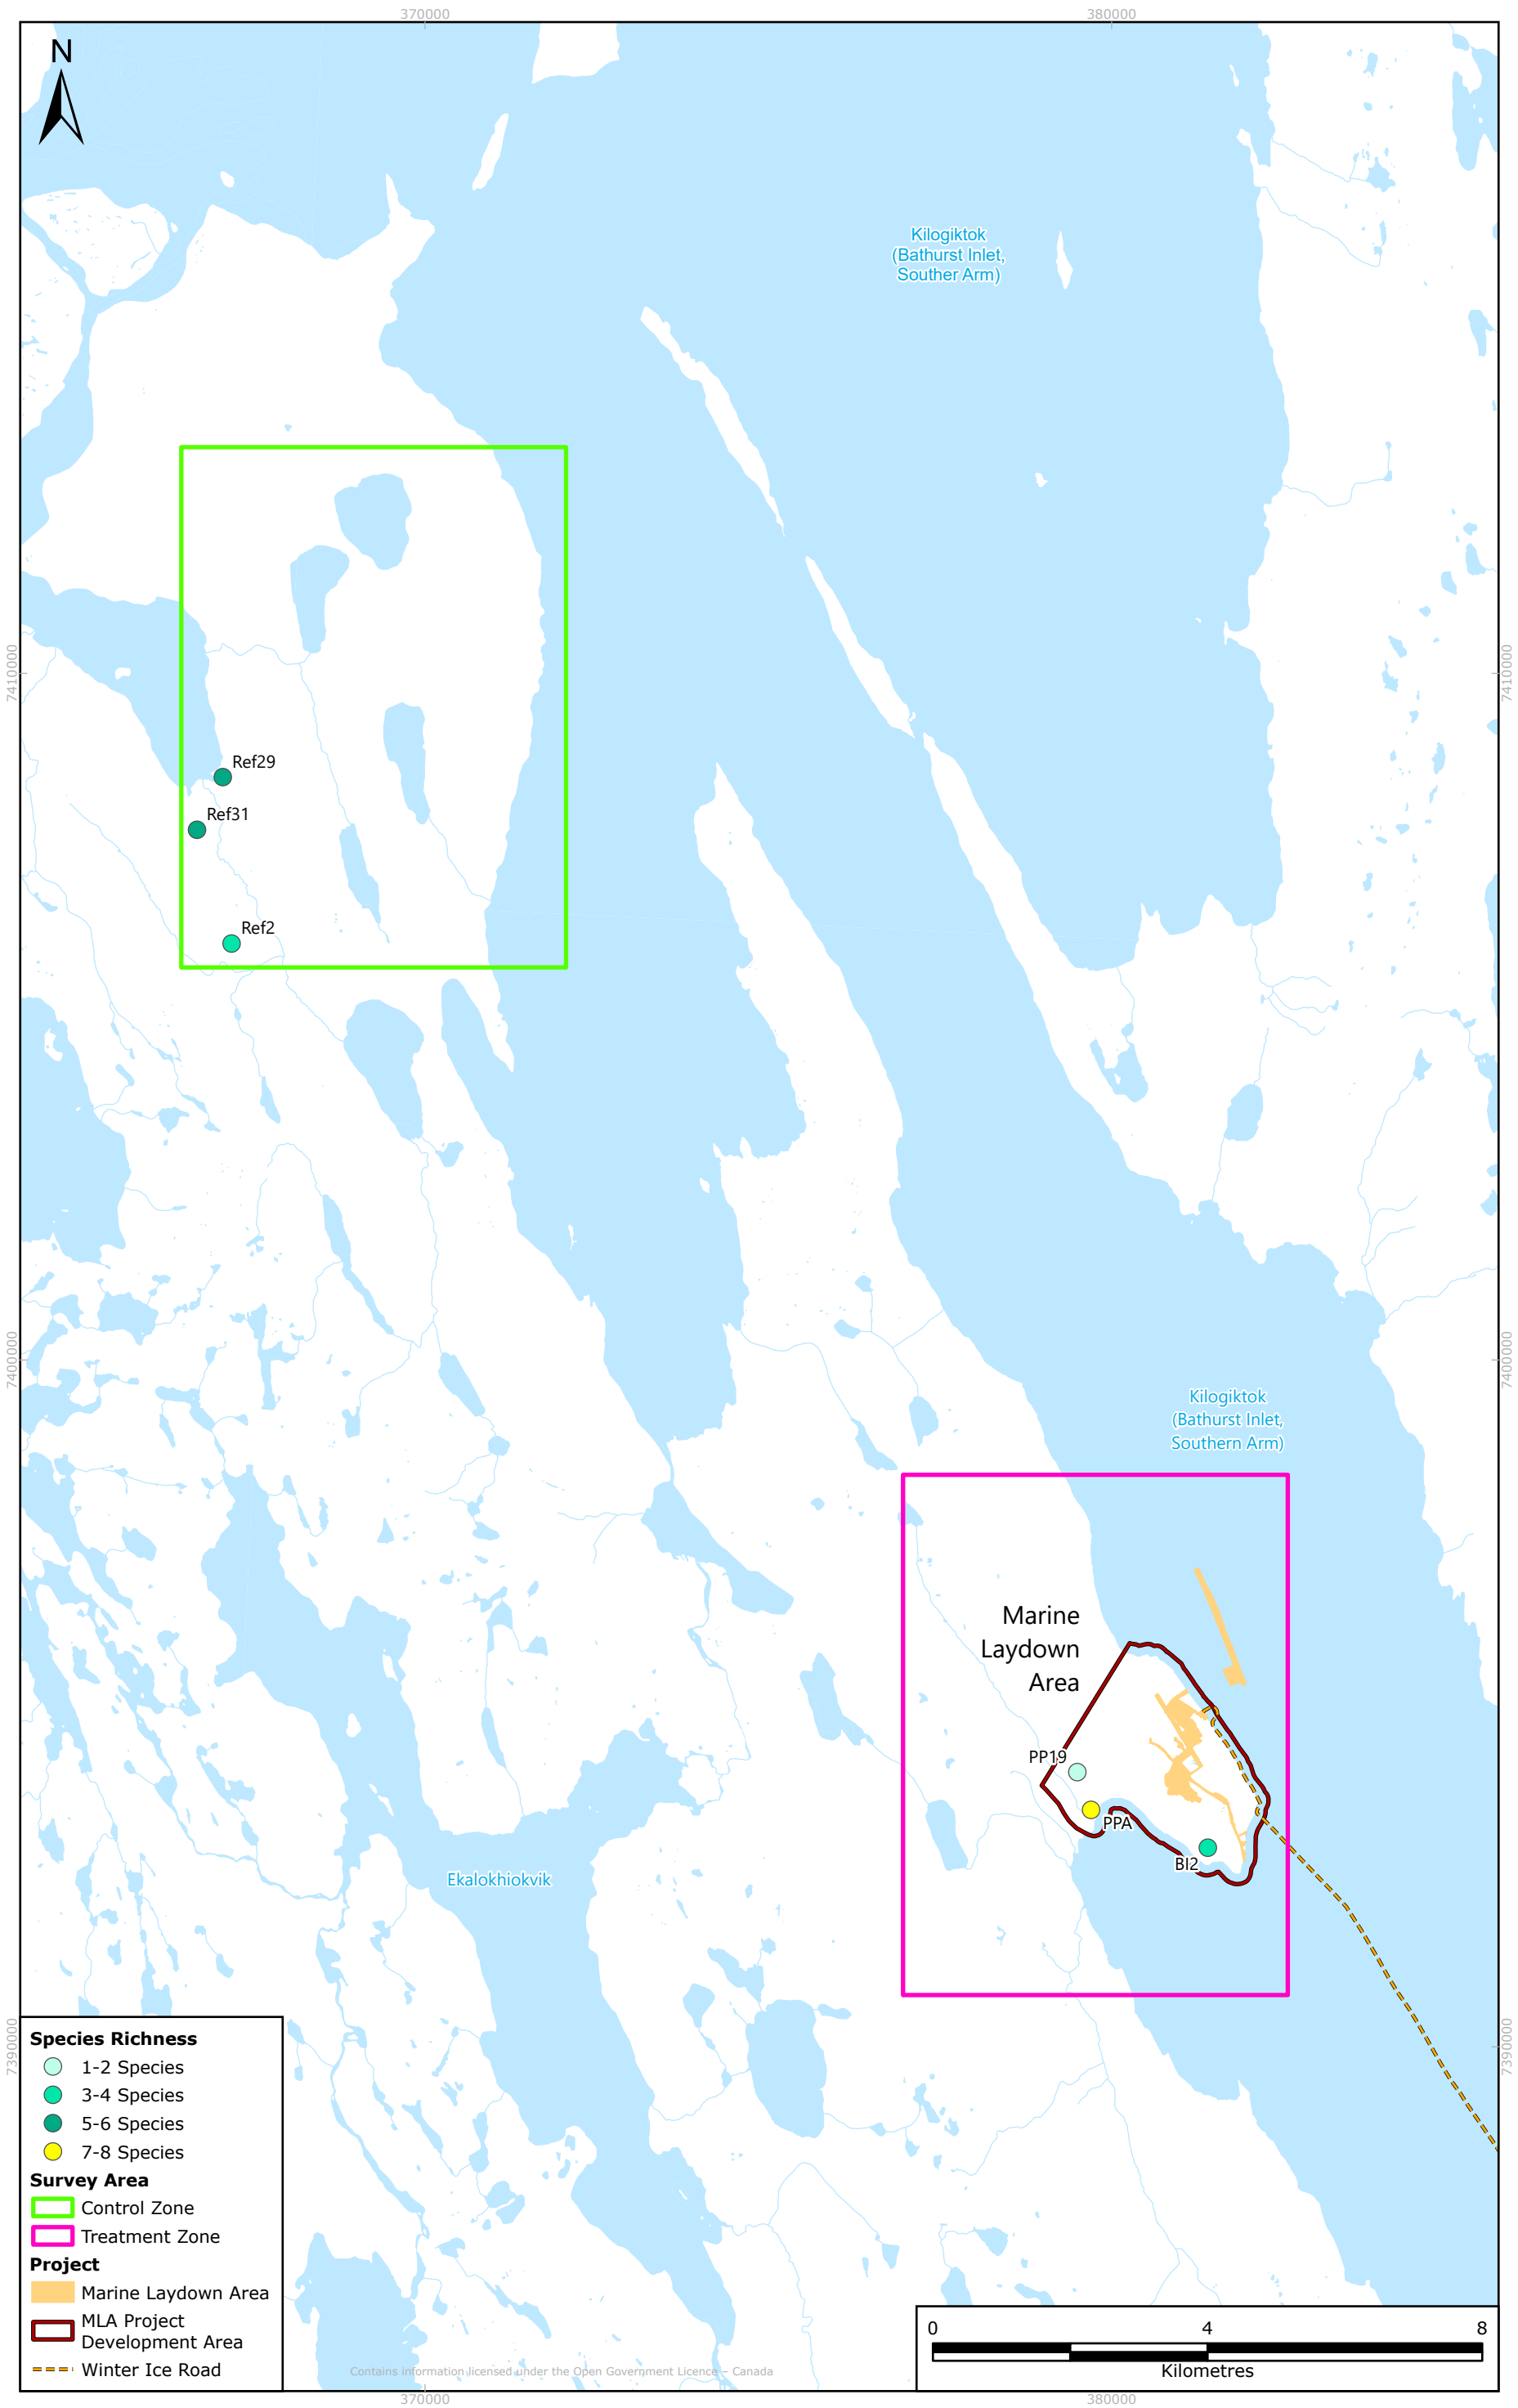 370000
380000
N
Kilogiktok
(Bathurst Inlet,
Souther Arm)
7410000
7410000
Ref29
Ref31
Ref2
7400000
7400000
Kilogiktok
(Bathurst Inlet,
Southern Arm)
Marine
Laydown
Area
PP19
PPA
BI2
Ekalokhiokvik
7390000
7390000
Species Richness
1-2 Species
3-4 Species
5-6 Species
7-8 Species
Survey Area
Control Zone
Treatment Zone
Project
Marine Laydown Area
MLA Project
Development Area
Winter Ice Road
0
4
8
Kilometres
Contains information licensed under the Open Government Licence – Canada
370000
380000